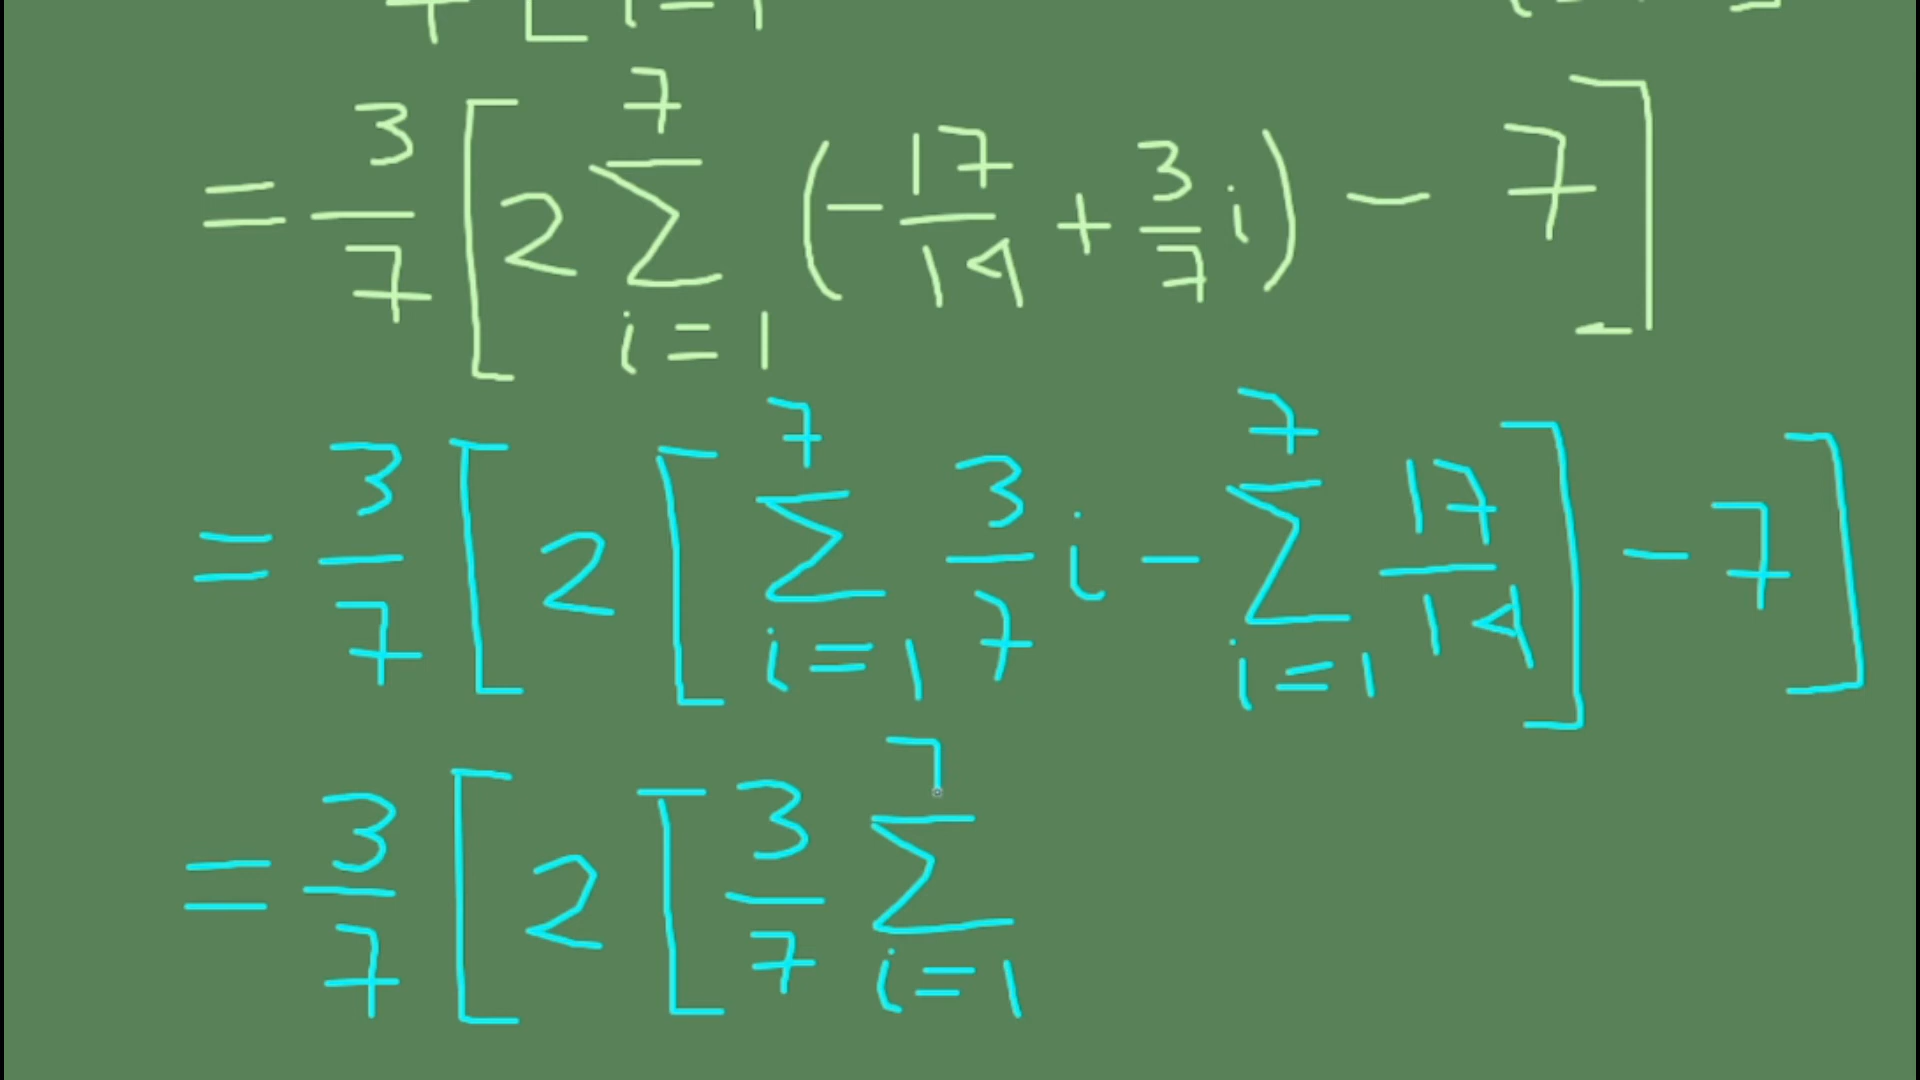 = 3/7 [ 2 7∑i=1 ( - 17/14 + 3/7 i ) - 7 ]
= 3/7 [ 2 [ 7∑i=1 3/7 i - 7∑i=1 17/14 ] - 7 ]
= 3/7 [ 2 [ 3/7 7∑i=1